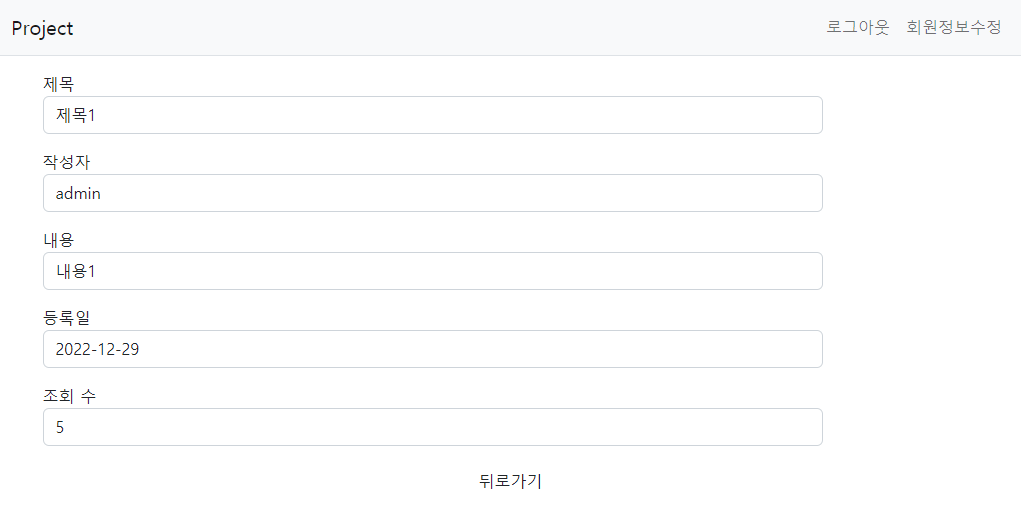 Project 로그아웃 회원정보수정
제목
제목1
작성자
admin
내용
내용1
등록일
2022-12-29
조회 수
5
뒤로가기